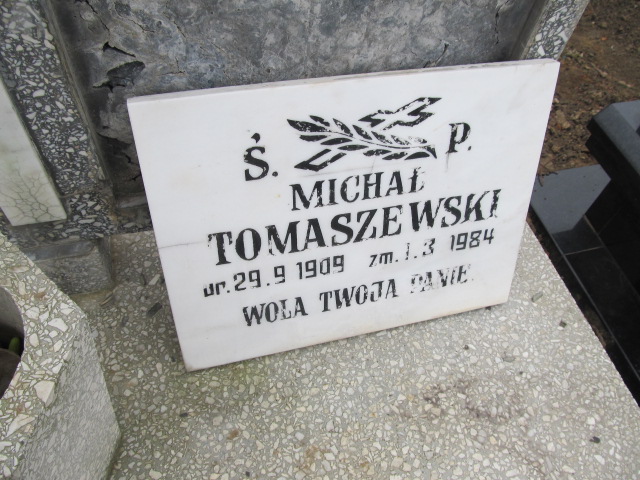 Ś. P.
MICHAŁ
TOMASZEWSKI
ur. 29.9 1909 zm. 1.3 1984
WOLA TWOJA PANIE